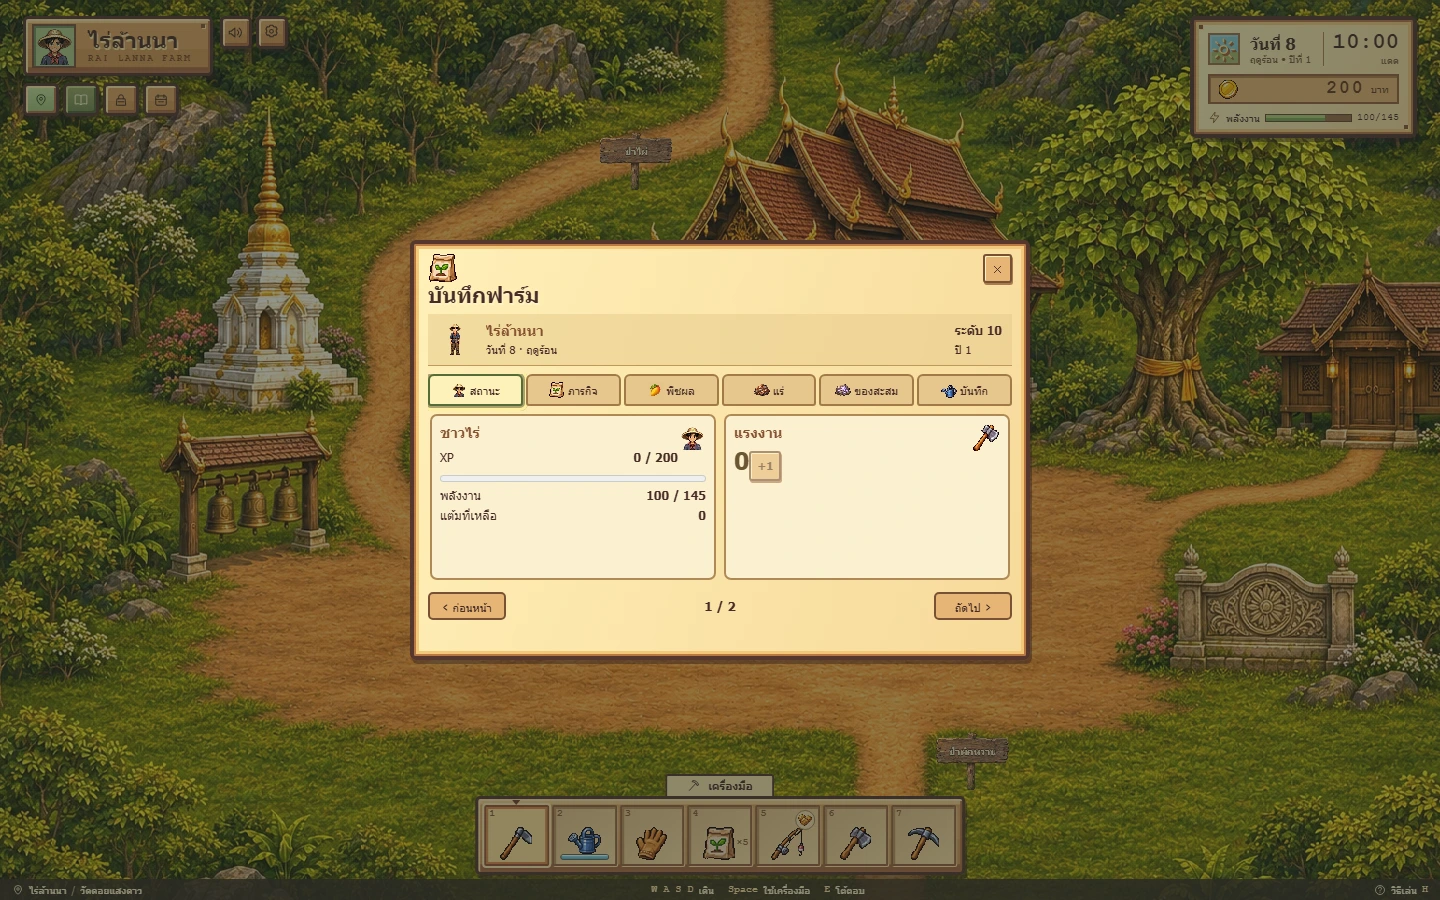 ไร่ล้านนา
RAI LANNA FARM
วันที่ 8
ฤดูร้อน • ปีที่ 1
10:00
แดด
200 บาท
พลังงาน 100/145
ป่าไผ่
บันทึกฟาร์ม
ไร่ล้านนา
วันที่ 8 · ฤดูร้อน
ระดับ 10
ปี 1
สถานะ
ภารกิจ
พืชผล
แร่
ของสะสม
บันทึก
ชาวไร่
XP 0 / 200
พลังงาน 100 / 145
แต้มที่เหลือ 0
แรงงาน
0 +1
‹ ก่อนหน้า
1 / 2
ถัดไป ›
เครื่องมือ
1
2
3
4
×5
5
6
7
ไร่ล้านนา / วัดดอยแสงดาว
W A S D เดิน Space ใช้เครื่องมือ E โต้ตอบ
วิธีเล่น H